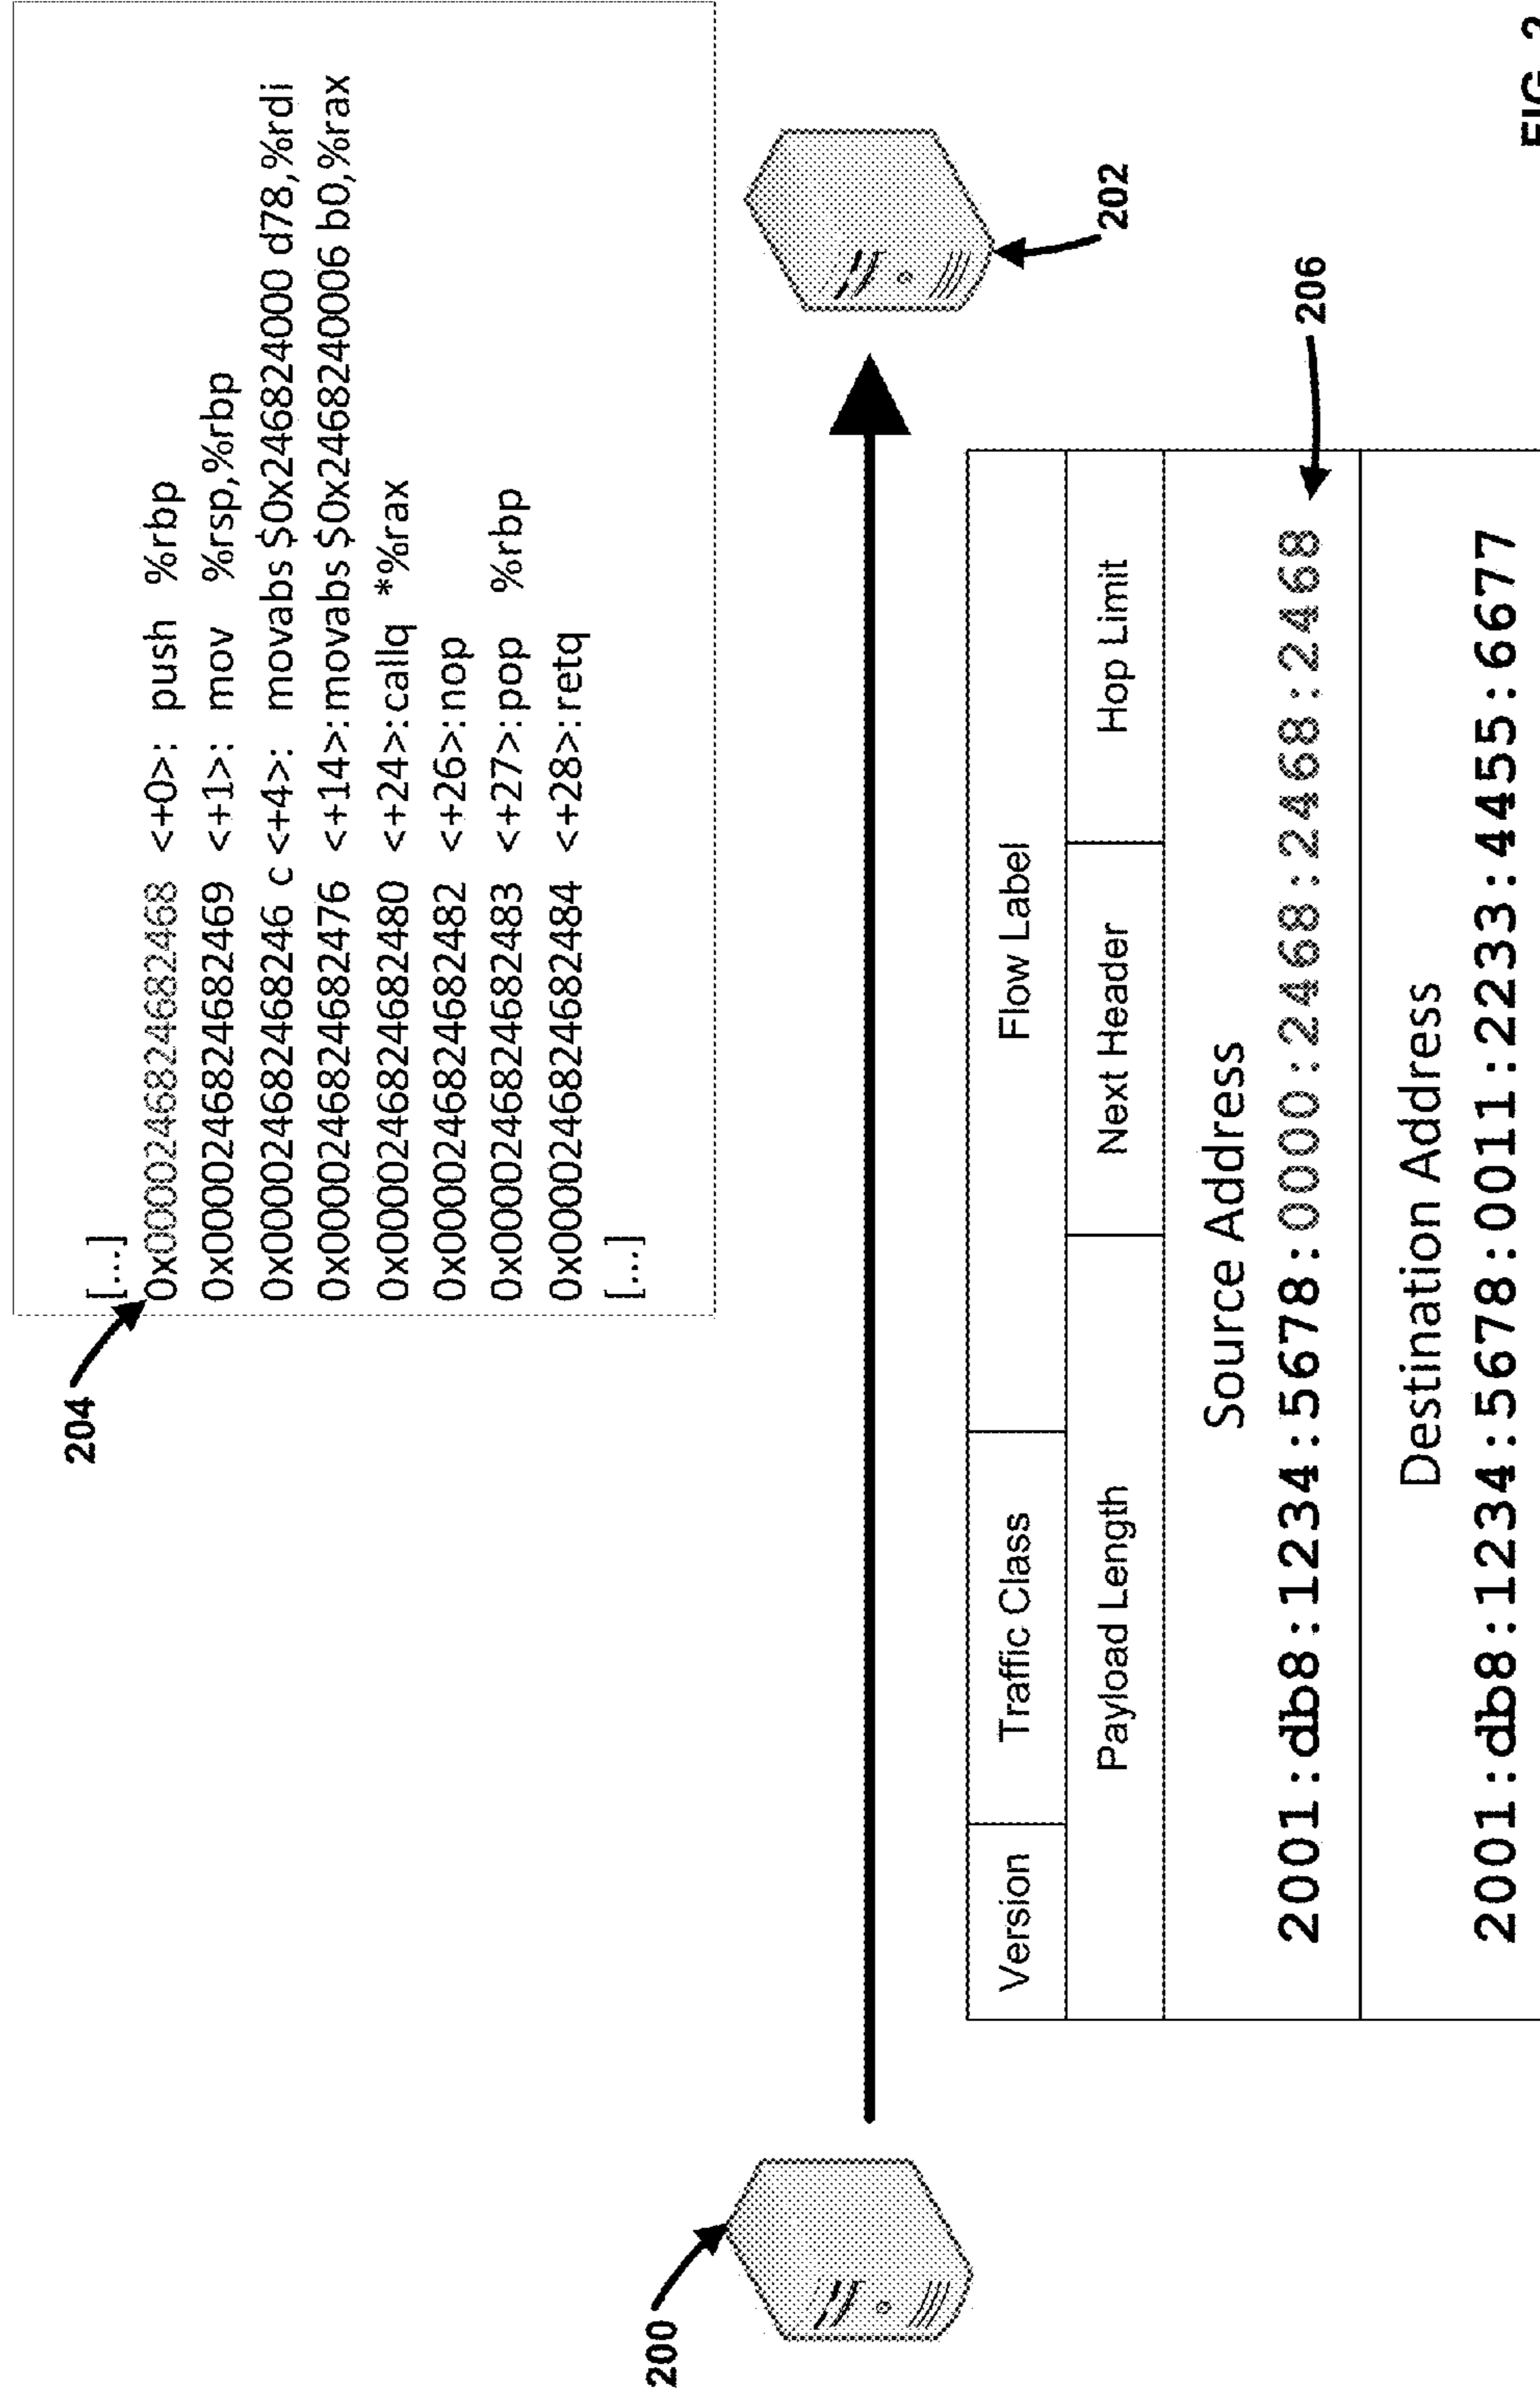 204
[...]
0x0000246824682468 <+0>: push %rbp
0x0000246824682469 <+1>: mov %rsp,%rbp
0x000024682468246 c <+4>: movabs $0x246824000 d78,%rdi
0x0000246824682476 <+14>:movabs $0x2468240006 b0,%rax
0x0000246824682480 <+24>:callq *%rax
0x0000246824682482 <+26>:nop
0x0000246824682483 <+27>:pop %rbp
0x0000246824682484 <+28>:retq
[...]
200
202
Version Traffic Class Flow Label
Payload Length Next Header Hop Limit
Source Address
2001:db8:1234:5678:0000:2468:2468:2468
206
Destination Address
2001:db8:1234:5678:0011:2233:4455:6677
FIG. 2